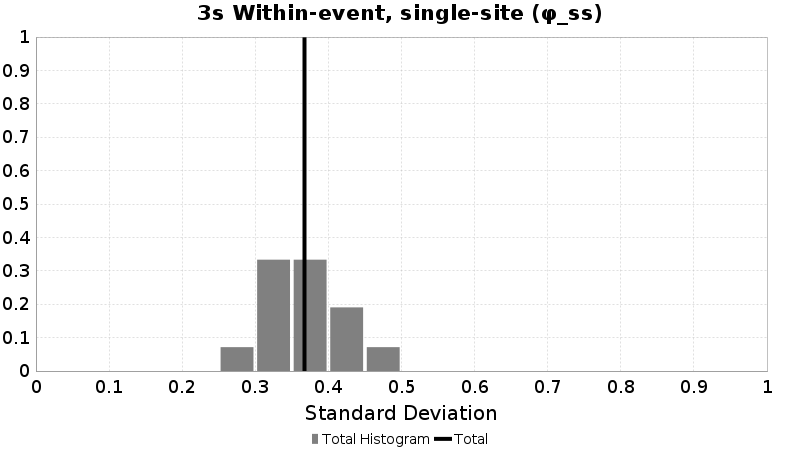 3s Within-event, single-site (φ_ss)
1
0.9
0.8
0.7
0.6
0.5
0.4
0.3
0.2
0.1
0
0 0.1 0.2 0.3 0.4 0.5 0.6 0.7 0.8 0.9 1
Standard Deviation
Total Histogram Total